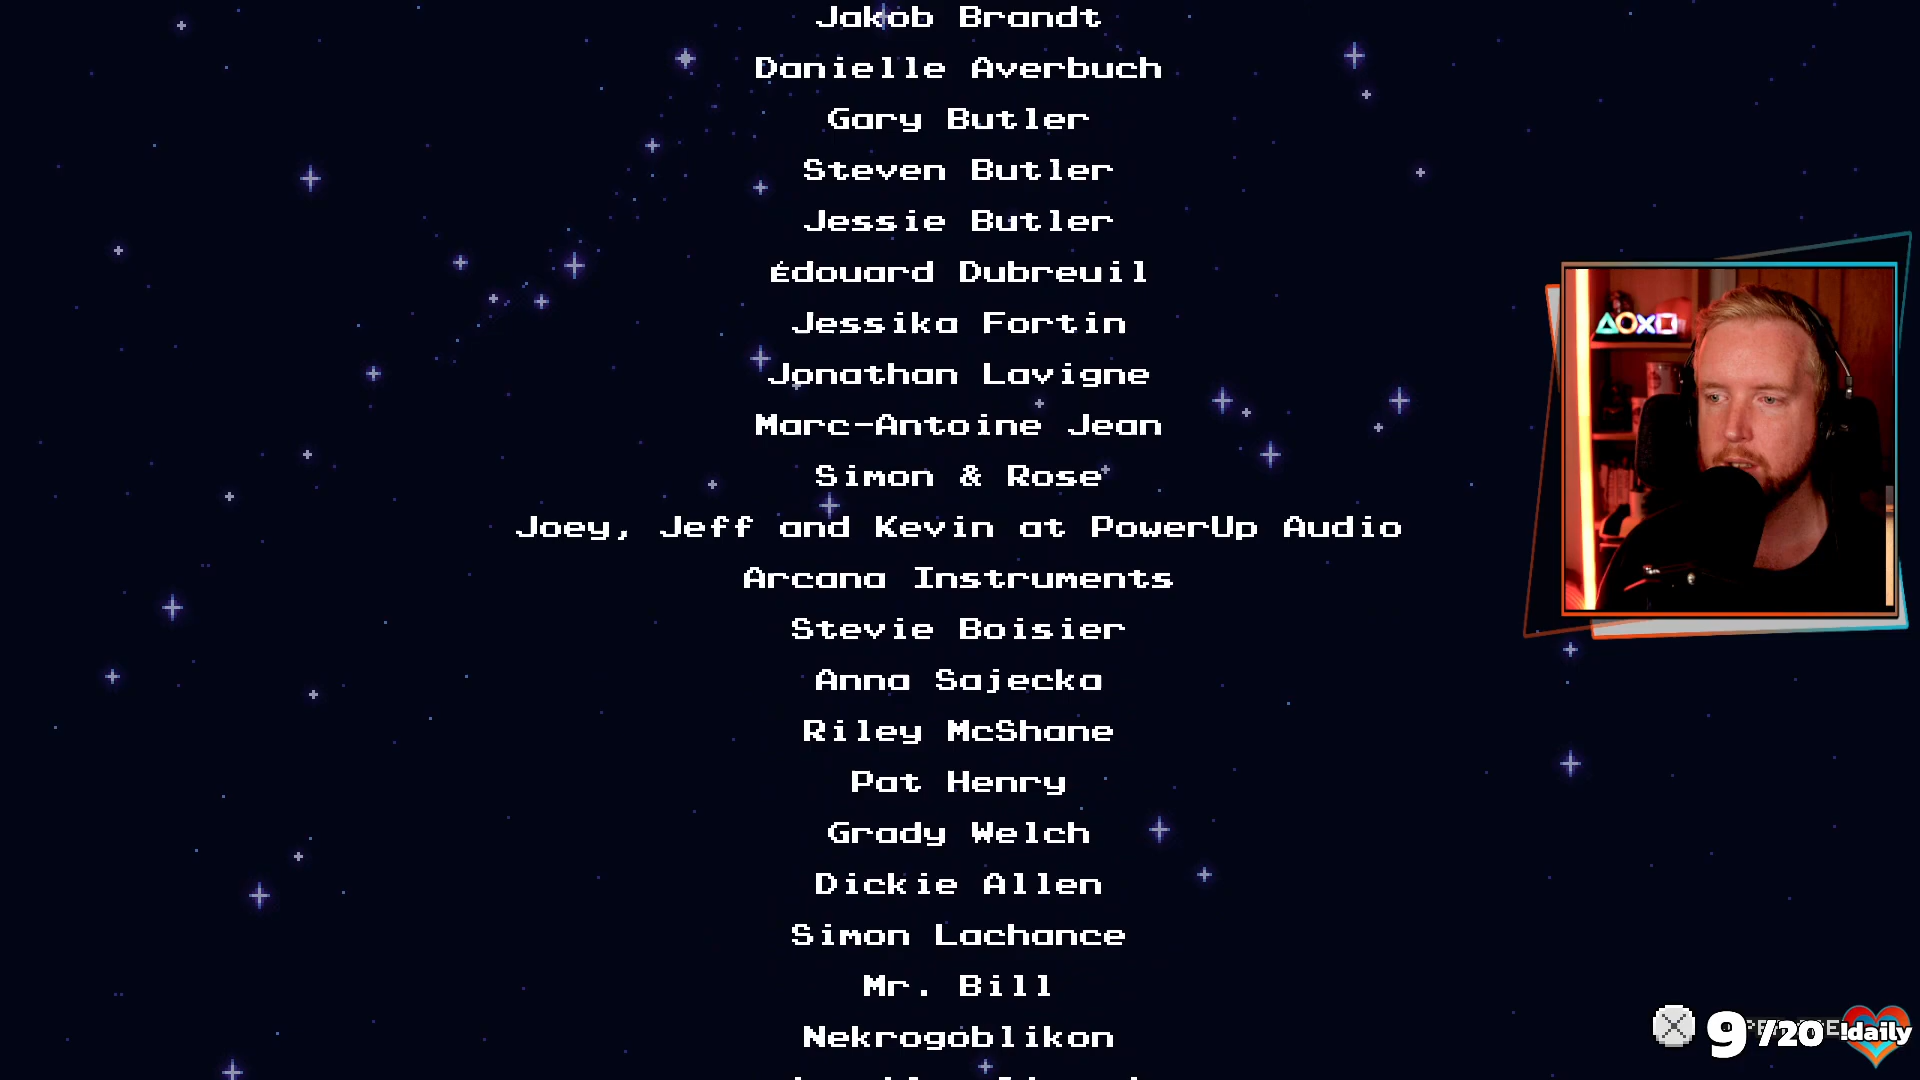 Jakob Brandt
Danielle Averbuch
Gary Butler
Steven Butler
Jessie Butler
Édouard Dubreuil
Jessika Fortin
Jonathan Lavigne
Marc-Antoine Jean
Simon & Rose
Joey, Jeff and Kevin at PowerUp Audio
Arcana Instruments
Stevie Boisier
Anna Sajecka
Riley McShane
Pat Henry
Grady Welch
Dickie Allen
Simon Lachance
Mr. Bill
Nekrogoblikon
9/20 !daily